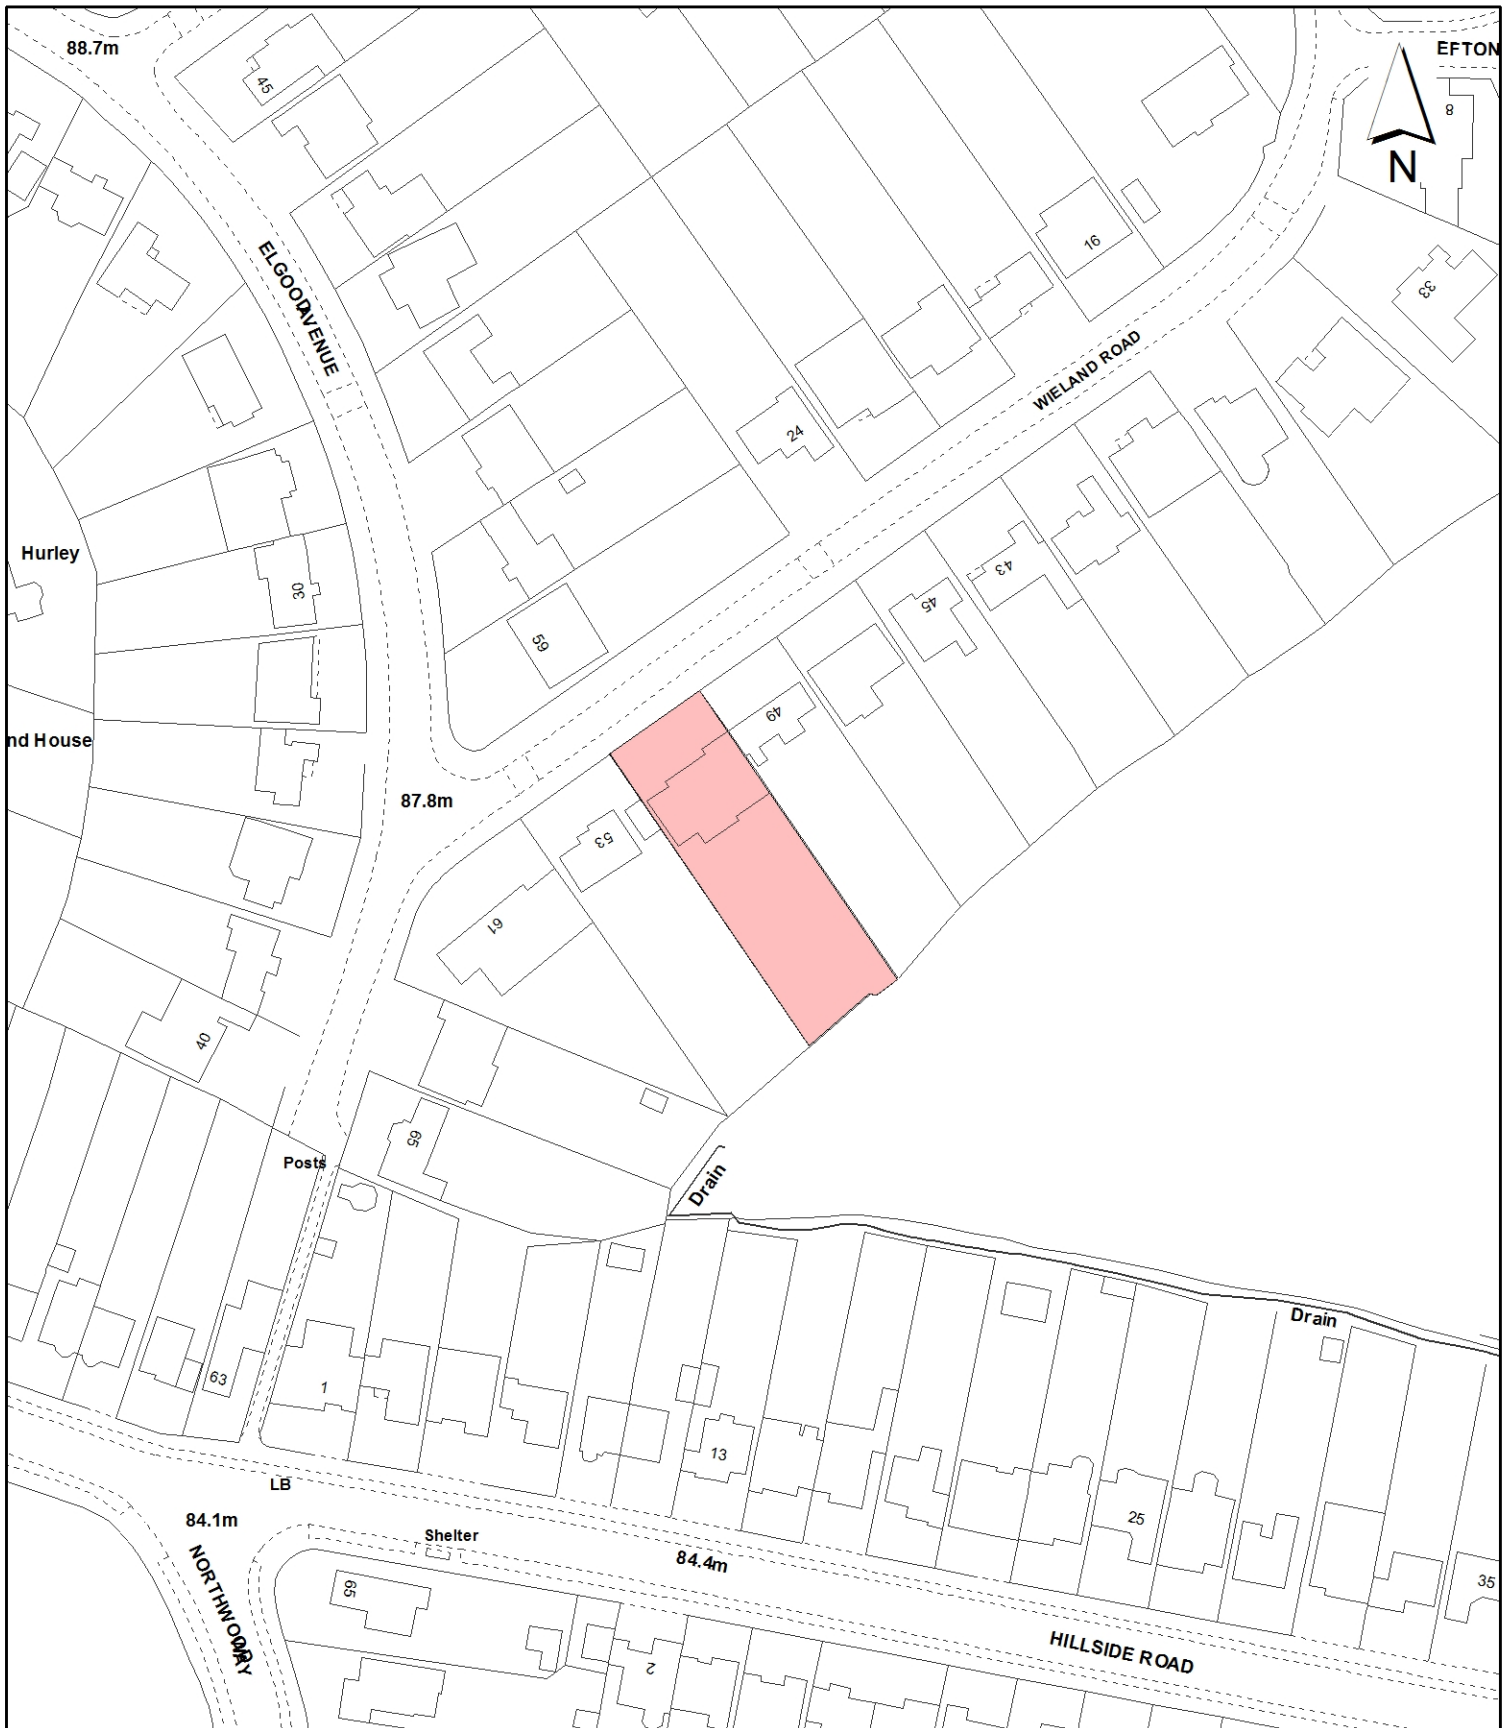 88.7m
EFTON
45
8
N
ELGOOD AVENUE
16
33
WIELAND ROAD
24
Hurley
30
43
45
59
49
nd House
87.8m
53
61
40
65
Posts
Drain
Drain
63
1
13
LB
25
84.1m
Shelter
84.4m
35
NORTHWOOD WAY
65
HILLSIDE ROAD
2